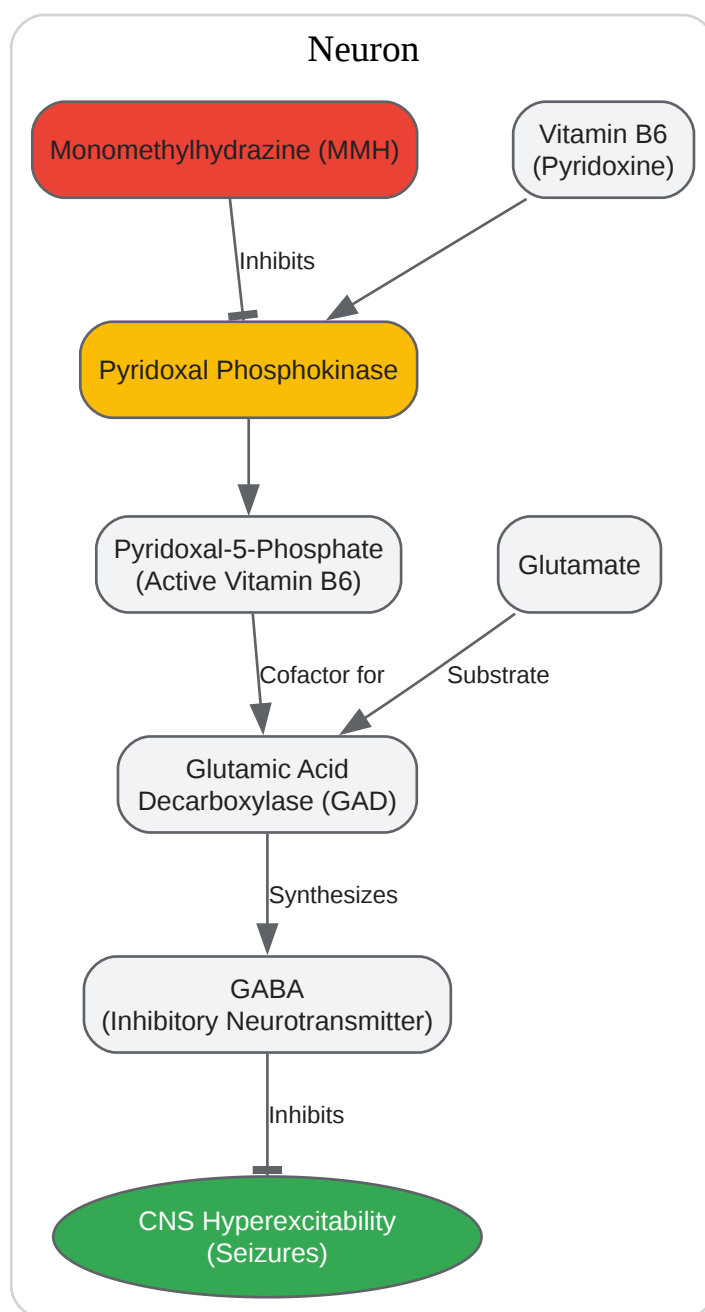 Neuron
Monomethylhydrazine (MMH)
Vitamin B6
(Pyridoxine)
Inhibits
Pyridoxal Phosphokinase
Pyridoxal-5-Phosphate
(Active Vitamin B6)
Glutamate
Cofactor for
Substrate
Glutamic Acid
Decarboxylase (GAD)
Synthesizes
GABA
(Inhibitory Neurotransmitter)
Inhibits
CNS Hyperexcitability
(Seizures)